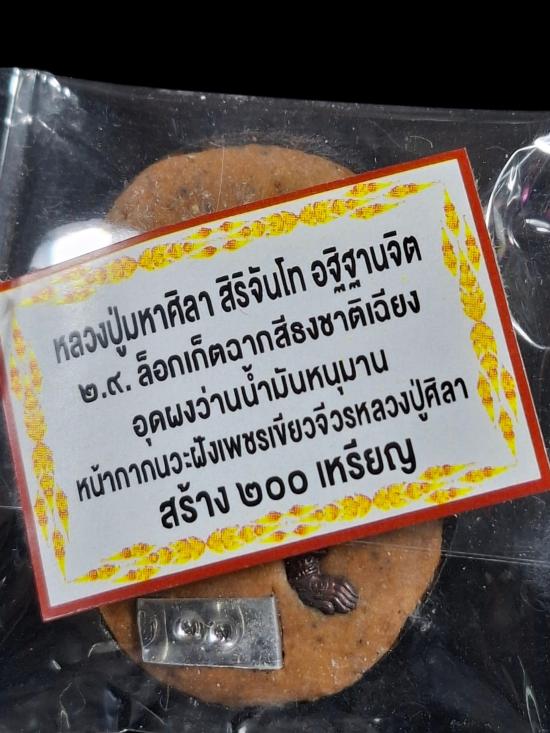 หลวงปู่มหาศิลา สิริจันโท อฐิฐฐานจิต
๒.๙. ล็อกเก็ตฉากสีธงชาติเฉียง
อุดผงว่านน้ำมันหนุมาน
หน้ากากนวะฝังเพชรเขียวจีวรหลวงปู่ศิลา
สร้าง ๒๐๐ เหรียญ